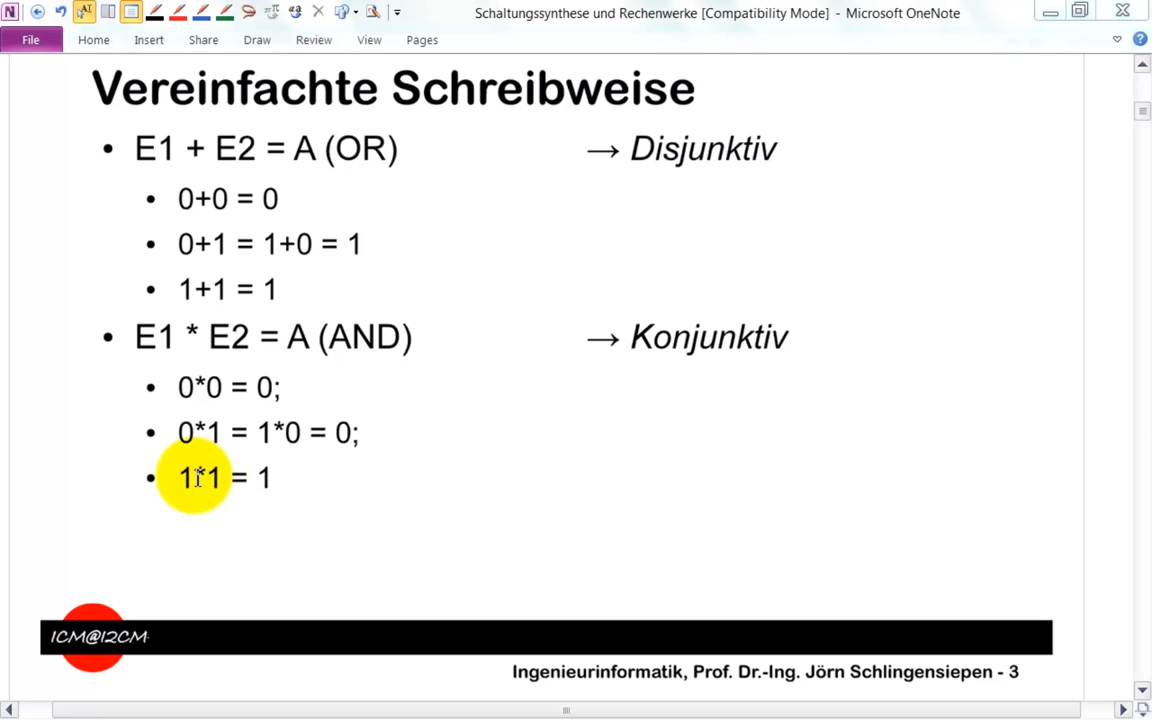 Schaltungssynthese und Rechenwerke [Compatibility Mode] - Microsoft OneNote
File Home Insert Share Draw Review View Pages
Vereinfachte Schreibweise
• E1 + E2 = A (OR) → Disjunktiv
• 0+0 = 0
• 0+1 = 1+0 = 1
• 1+1 = 1
• E1 * E2 = A (AND) → Konjunktiv
• 0*0 = 0;
• 0*1 = 1*0 = 0;
• 1*1 = 1
1CM@12CM
Ingenieurinformatik, Prof. Dr.-Ing. Jörn Schlingensiepen - 3